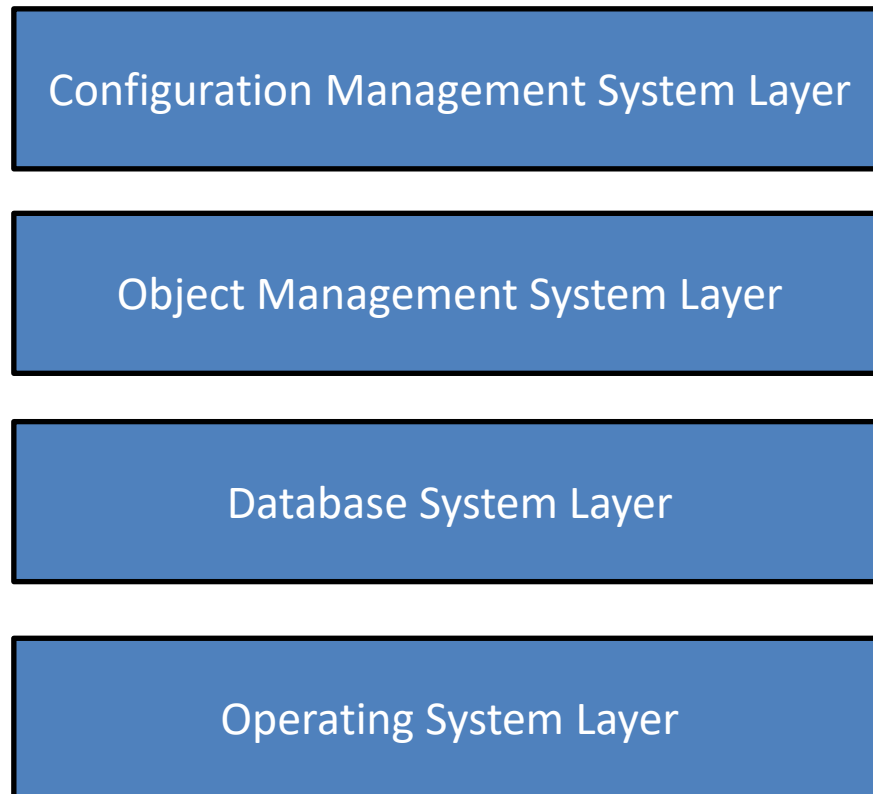 Configuration Management System Layer
Object Management System Layer
Database System Layer
Operating System Layer